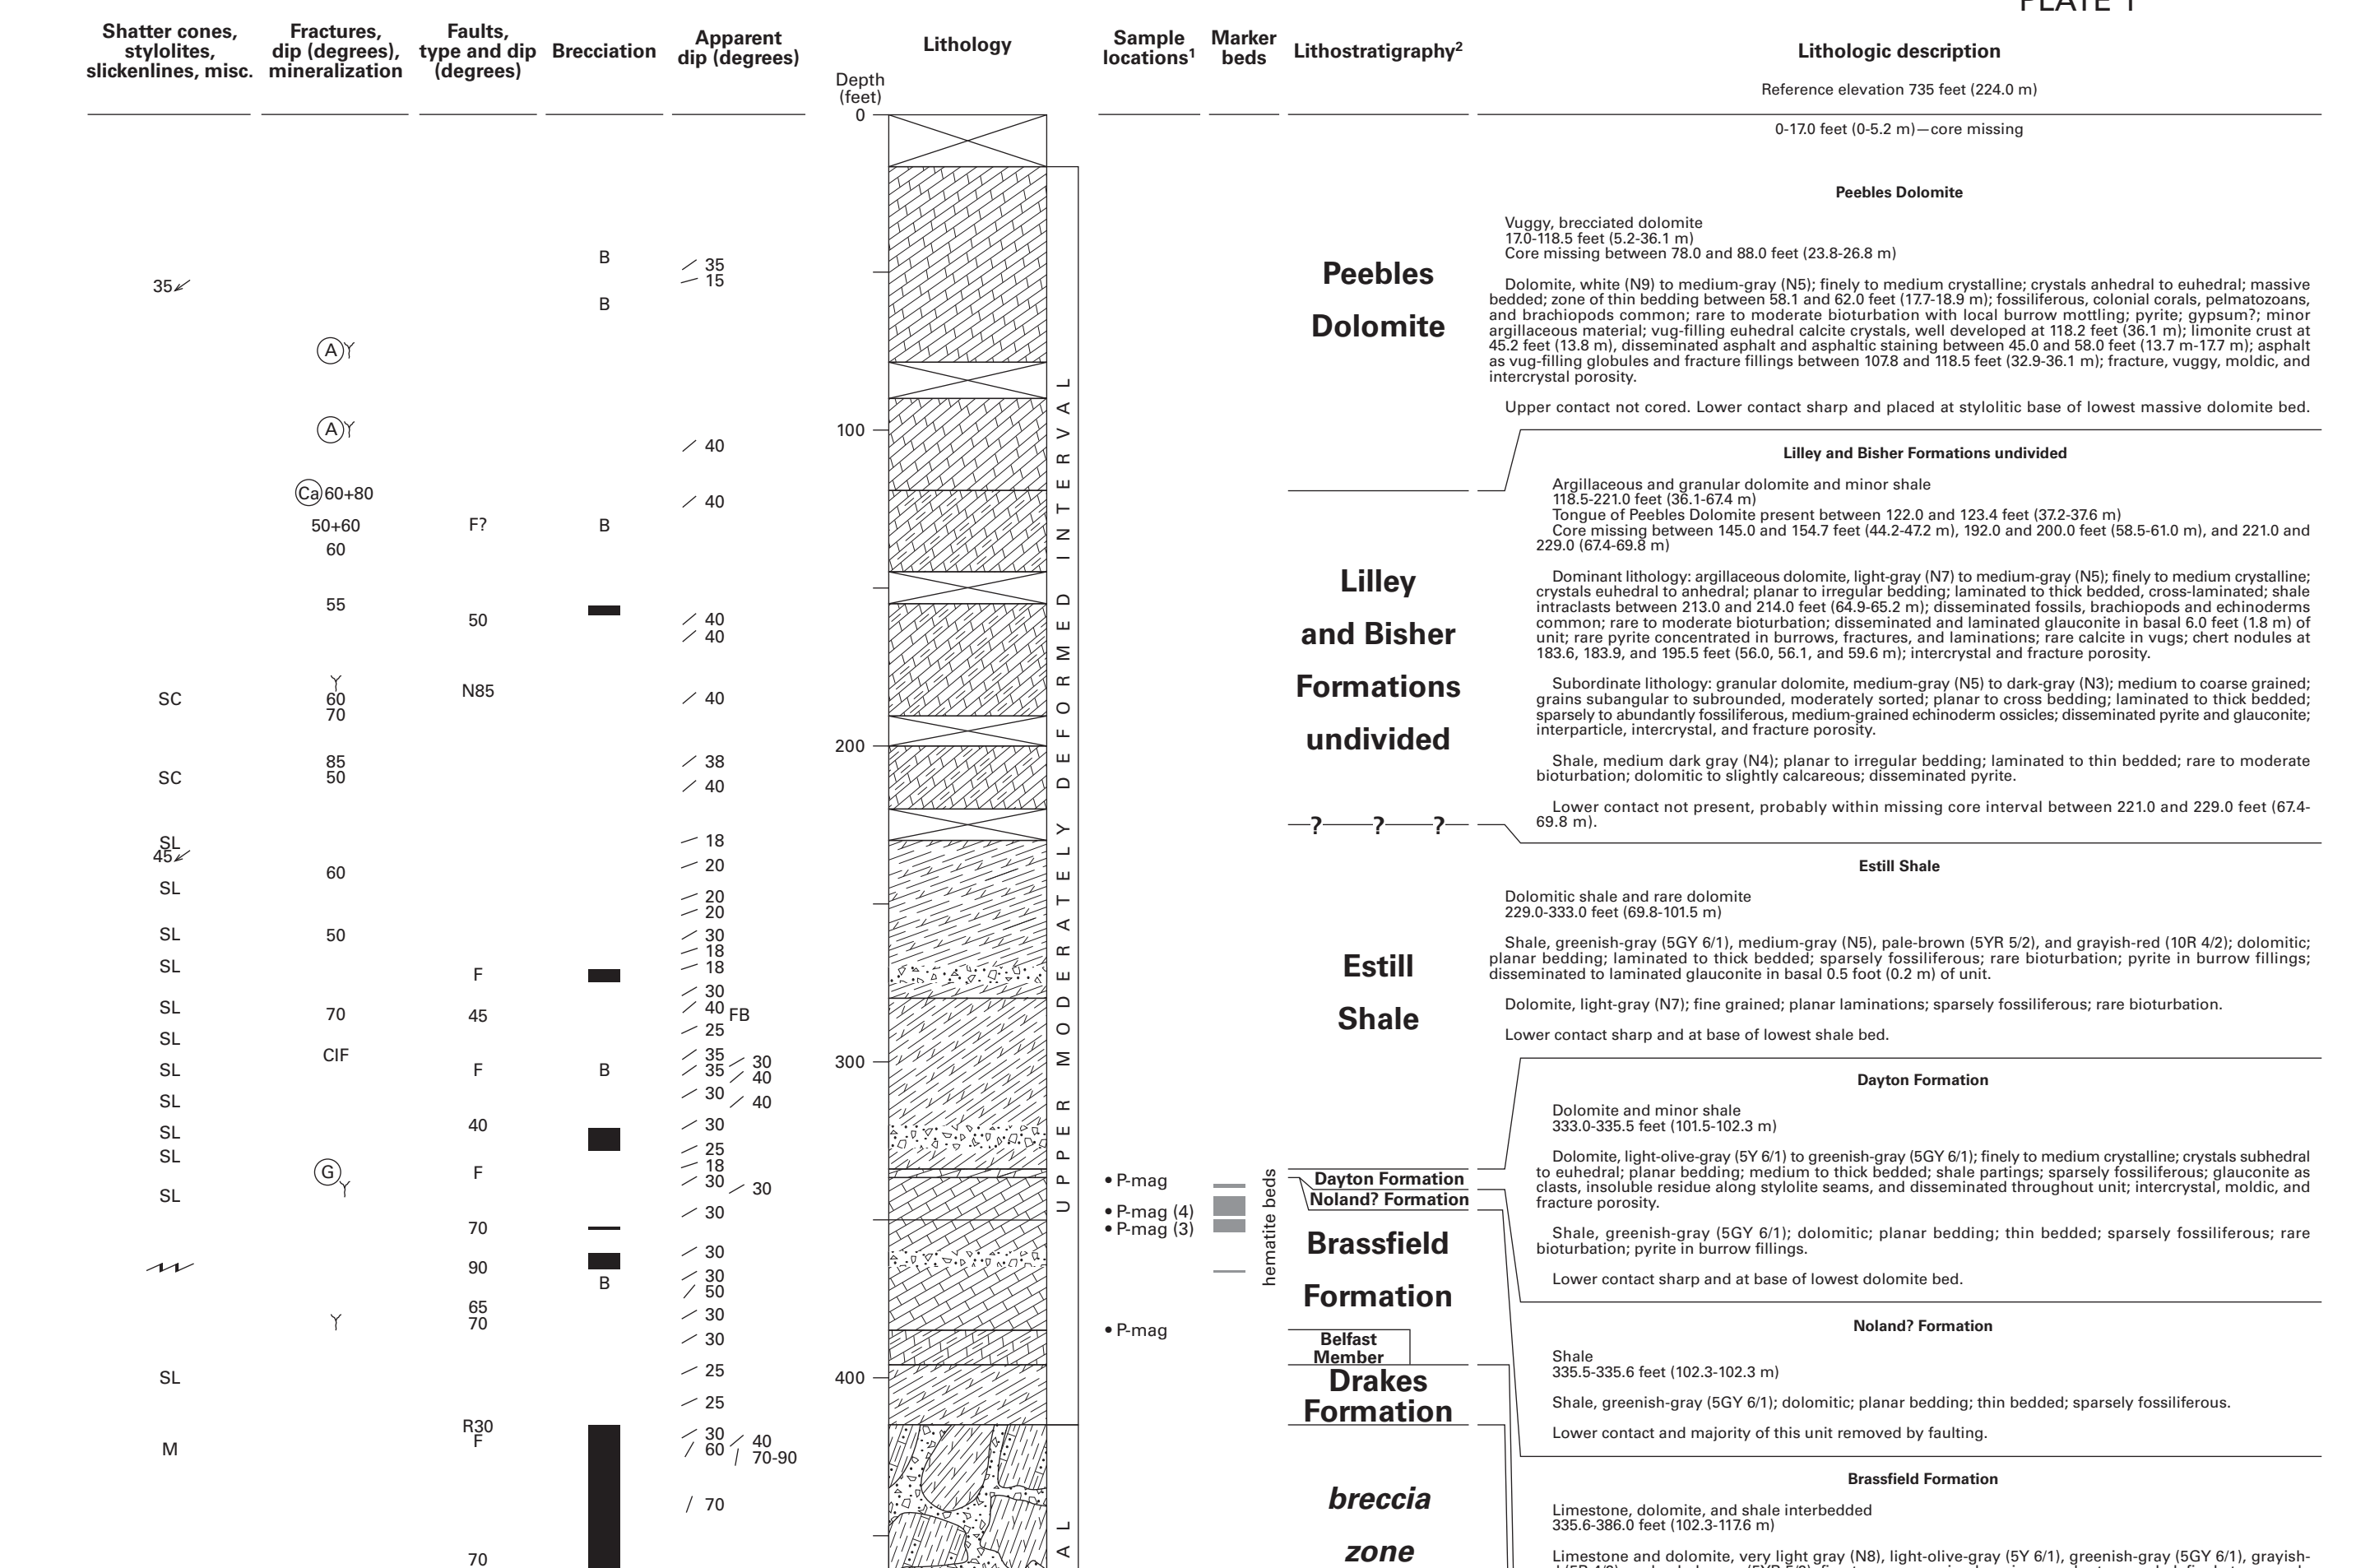 PLATE 1
Shatter cones,
stylolites,
slickenlines, misc.
Fractures,
dip (degrees),
mineralization
Faults,
type and dip
(degrees)
Brecciation
Apparent
dip (degrees)
Lithology
Sample
locations¹
Marker
beds
Lithostratigraphy²
Lithologic description
Depth
(feet)
0
100
200
300
400
Reference elevation 735 feet (224.0 m)
0-17.0 feet (0-5.2 m)—core missing
35
SC
SC
SL
45
SL
SL
SL
SL
SL
SL
SL
SL
SL
SL
SL
M
A
A
Ca 60+80
50+60
60
55
60
70
85
50
60
50
70
CIF
G
F?
50
N85
F
45
F
40
F
70
90
65
70
R30
F
70
B
B
B
B
B
35
15
40
40
40
40
40
38
40
18
20
20
20
30
18
18
30
40 FB
25
35
30
35
40
30
40
30
25
18
30
30
30
30
30
50
30
30
25
25
30
40
60
70-90
70
UPPER MODERATELY DEFORMED INTERVAL
AL
• P-mag
• P-mag (4)
• P-mag (3)
• P-mag
hematite beds
Peebles
Dolomite
Lilley
and Bisher
Formations
undivided
? ? ?
Estill
Shale
Dayton Formation
Noland? Formation
Brassfield
Formation
Belfast
Member
Drakes
Formation
breccia
zone
Peebles Dolomite
Vuggy, brecciated dolomite
17.0-118.5 feet (5.2-36.1 m)
Core missing between 78.0 and 88.0 feet (23.8-26.8 m)
Dolomite, white (N9) to medium-gray (N5); finely to medium crystalline; crystals anhedral to euhedral; massive
bedded; zone of thin bedding between 58.1 and 62.0 feet (17.7-18.9 m); fossiliferous, colonial corals, pelmatozoans,
and brachiopods common; rare to moderate bioturbation with local burrow mottling; pyrite; gypsum?; minor
argillaceous material; vug-filling euhedral calcite crystals, well developed at 118.2 feet (36.1 m); limonite crust at
45.2 feet (13.8 m), disseminated asphalt and asphaltic staining between 45.0 and 58.0 feet (13.7 m-17.7 m); asphalt
as vug-filling globules and fracture fillings between 107.8 and 118.5 feet (32.9-36.1 m); fracture, vuggy, moldic, and
intercrystal porosity.
Upper contact not cored. Lower contact sharp and placed at stylolitic base of lowest massive dolomite bed.
Lilley and Bisher Formations undivided
Argillaceous and granular dolomite and minor shale
118.5-221.0 feet (36.1-67.4 m)
Tongue of Peebles Dolomite present between 122.0 and 123.4 feet (37.2-37.6 m)
Core missing between 145.0 and 154.7 feet (44.2-47.2 m), 192.0 and 200.0 feet (58.5-61.0 m), and 221.0 and
229.0 (67.4-69.8 m)
Dominant lithology: argillaceous dolomite, light-gray (N7) to medium-gray (N5); finely to medium crystalline;
crystals euhedral to anhedral; planar to irregular bedding; laminated to thick bedded, cross-laminated; shale
intraclasts between 213.0 and 214.0 feet (64.9-65.2 m); disseminated fossils, brachiopods and echinoderms
common; rare to moderate bioturbation; disseminated and laminated glauconite in basal 6.0 feet (1.8 m) of
unit; rare pyrite concentrated in burrows, fractures, and laminations; rare calcite in vugs; chert nodules at
183.6, 183.9, and 195.5 feet (56.0, 56.1, and 59.6 m); intercrystal and fracture porosity.
Subordinate lithology: granular dolomite, medium-gray (N5) to dark-gray (N3); medium to coarse grained;
grains subangular to subrounded, moderately sorted; planar to cross bedding; laminated to thick bedded;
sparsely to abundantly fossiliferous, medium-grained echinoderm ossicles; disseminated pyrite and glauconite;
interparticle, intercrystal, and fracture porosity.
Shale, medium dark gray (N4); planar to irregular bedding; laminated to thin bedded; rare to moderate
bioturbation; dolomitic to slightly calcareous; disseminated pyrite.
Lower contact not present, probably within missing core interval between 221.0 and 229.0 feet (67.4-
69.8 m).
Estill Shale
Dolomitic shale and rare dolomite
229.0-333.0 feet (69.8-101.5 m)
Shale, greenish-gray (5GY 6/1), medium-gray (N5), pale-brown (5YR 5/2), and grayish-red (10R 4/2); dolomitic;
planar bedding; laminated to thick bedded; sparsely fossiliferous; rare bioturbation; pyrite in burrow fillings;
disseminated to laminated glauconite in basal 0.5 foot (0.2 m) of unit.
Dolomite, light-gray (N7); fine grained; planar laminations; sparsely fossiliferous; rare bioturbation.
Lower contact sharp and at base of lowest shale bed.
Dayton Formation
Dolomite and minor shale
333.0-335.5 feet (101.5-102.3 m)
Dolomite, light-olive-gray (5Y 6/1) to greenish-gray (5GY 6/1); finely to medium crystalline; crystals subhedral
to euhedral; planar bedding; medium to thick bedded; shale partings; sparsely fossiliferous; glauconite as
clasts, insoluble residue along stylolite seams, and disseminated throughout unit; intercrystal, moldic, and
fracture porosity.
Shale, greenish-gray (5GY 6/1); dolomitic; planar bedding; thin bedded; sparsely fossiliferous; rare
bioturbation; pyrite in burrow fillings.
Lower contact sharp and at base of lowest dolomite bed.
Noland? Formation
Shale
335.5-335.6 feet (102.3-102.3 m)
Shale, greenish-gray (5GY 6/1); dolomitic; planar bedding; thin bedded; sparsely fossiliferous.
Lower contact and majority of this unit removed by faulting.
Brassfield Formation
Limestone, dolomite, and shale interbedded
335.6-386.0 feet (102.3-117.6 m)
Limestone and dolomite, very light gray (N8), light-olive-gray (5Y 6/1), greenish-gray (5GY 6/1), grayish-